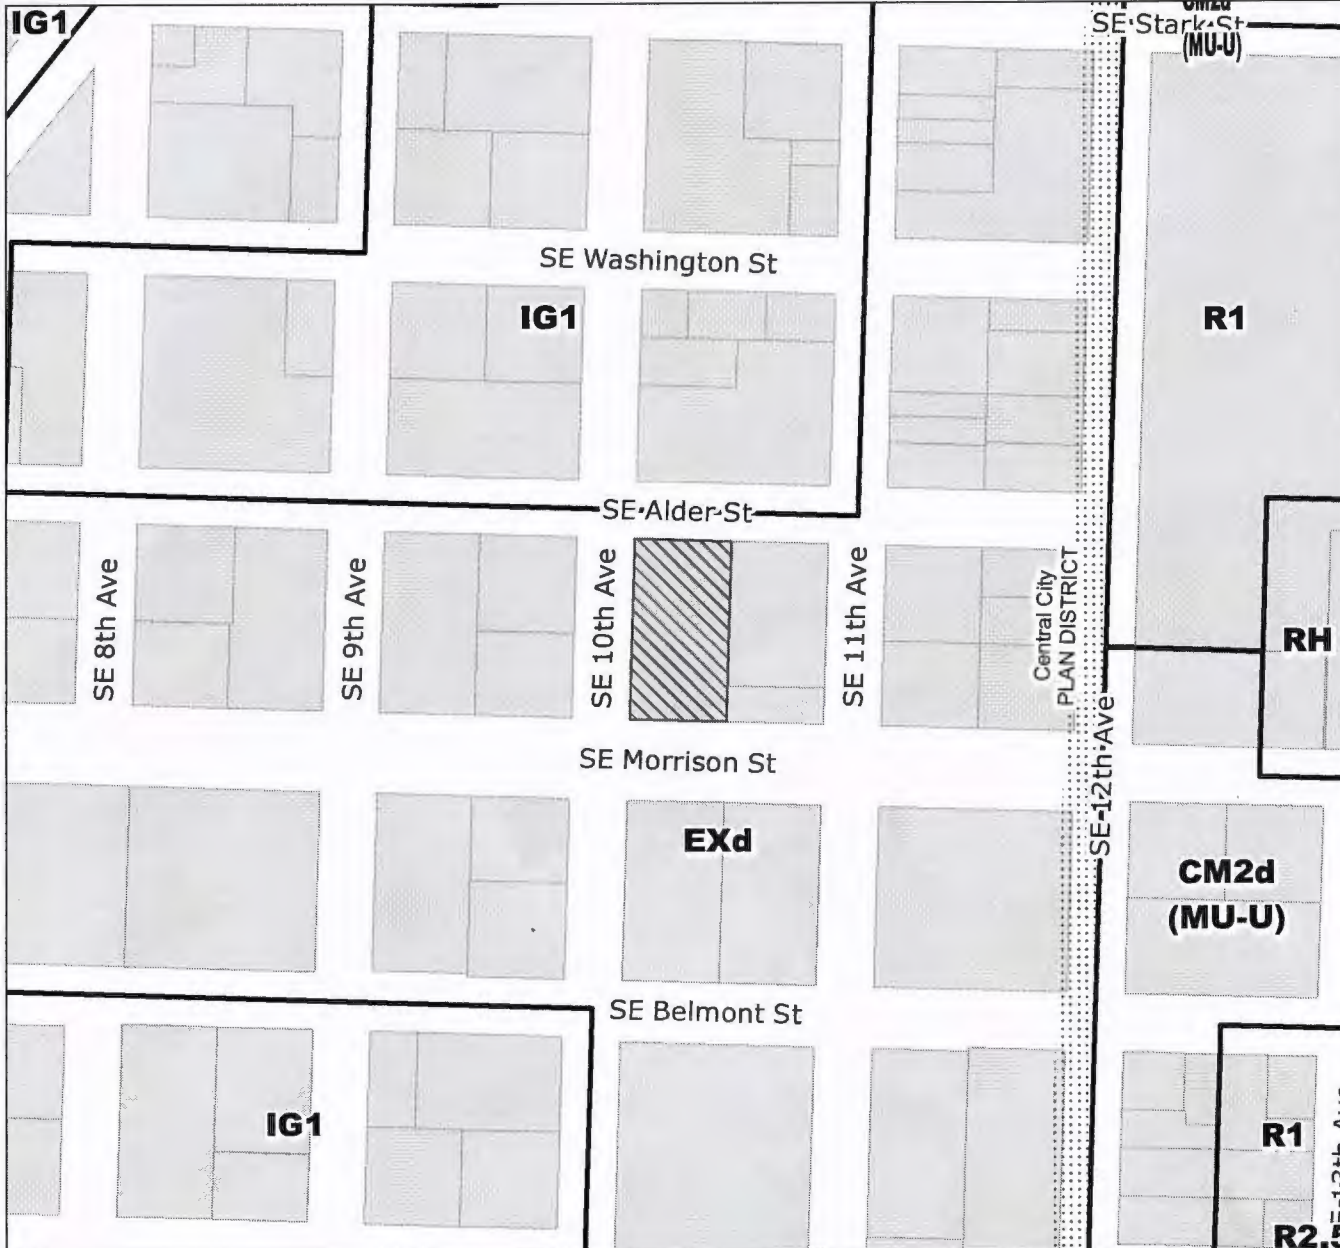 IG1
SE Stark St
(MU-U)
SE Washington St
IG1
R1
SE Alder St
SE 8th Ave
SE 9th Ave
SE 10th Ave
SE 11th Ave
Central City
PLAN DISTRICT
RH
SE Morrison St
SE 12th Ave
EXd
CM2d
(MU-U)
SE Belmont St
IG1
R1